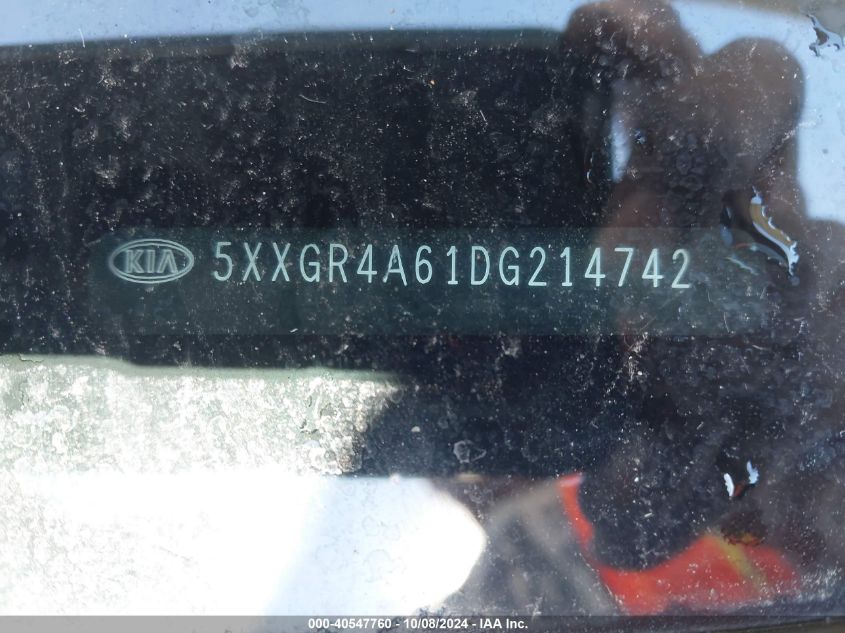 KIA 5XXGR4A61DG214742
000-40547760 - 10/08/2024 - IAA, Inc.